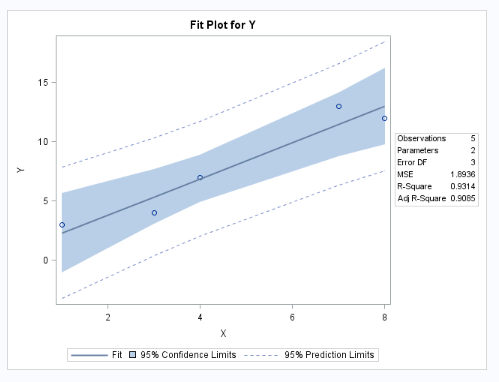 Fit Plot for Y
15
10
5
0
Y
2
4
6
8
X
Observations 5
Parameters 2
Error DF 3
MSE 1.8936
R-Square 0.9314
Adj R-Square 0.9085
Fit 95% Confidence Limits 95% Prediction Limits